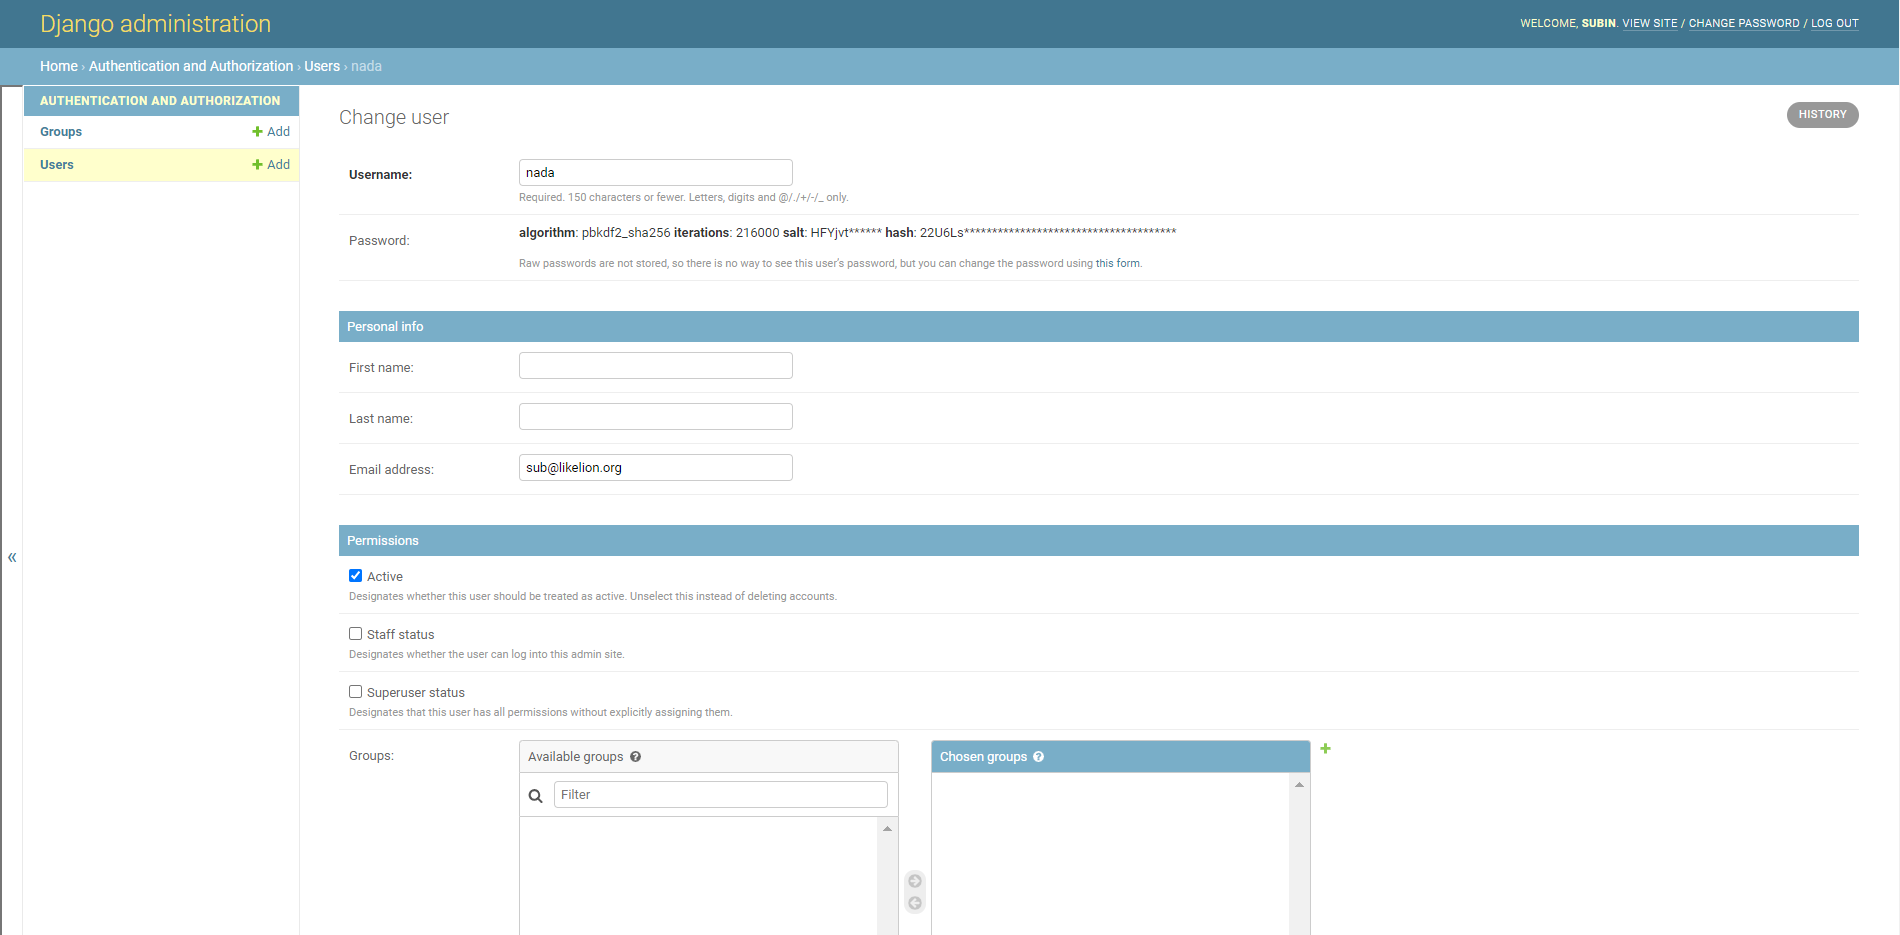 Django administration
WELCOME, SUBIN. VIEW SITE / CHANGE PASSWORD / LOG OUT
Home › Authentication and Authorization › Users › nada
AUTHENTICATION AND AUTHORIZATION
Groups
+ Add
Users
+ Add
«
Change user
HISTORY
Username:
nada
Required. 150 characters or fewer. Letters, digits and @/./+/-/_ only.
Password:
algorithm: pbkdf2_sha256 iterations: 216000 salt: HFYjvt****** hash: 22U6Ls**************************************
Raw passwords are not stored, so there is no way to see this user's password, but you can change the password using this form.
Personal info
First name:
Last name:
Email address:
sub@likelion.org
Permissions
Active
Designates whether this user should be treated as active. Unselect this instead of deleting accounts.
Staff status
Designates whether the user can log into this admin site.
Superuser status
Designates that this user has all permissions without explicitly assigning them.
Groups:
Available groups ?
Filter
Chosen groups ?